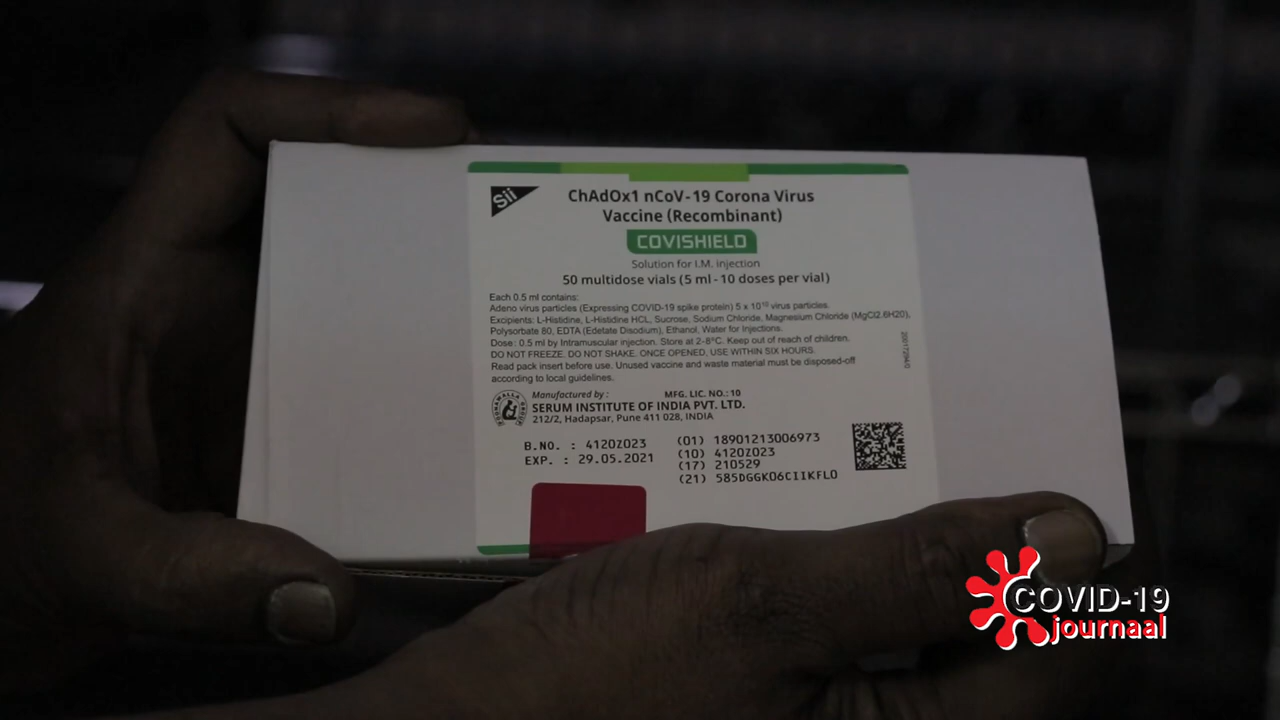 Sii
ChAdOx1 nCoV-19 Corona Virus
Vaccine (Recombinant)
COVISHIELD
Solution for I.M. injection
50 multidose vials (5 ml-10 doses per vial)
Each 0.5 ml contains:
Adeno virus particles (Expressing COVID-19 spike protein) 5 x 10¹⁰ virus particles.
Excipients: L-Histidine, L-Histidine HCL, Sucrose, Sodium Chloride, Magnesium Chloride (MgCl2.6H2O),
Polysorbate 80, EDTA (Edetate Disodium), Ethanol, Water for Injections.
Dose: 0.5 ml by Intramuscular injection. Store at 2-8°C. Keep out of reach of children.
DO NOT FREEZE. DO NOT SHAKE. ONCE OPENED, USE WITHIN SIX HOURS.
Read pack insert before use. Unused vaccine and waste material must be disposed-off
according to local guidelines.
Manufactured by : MFG. LIC. NO.: 10
SERUM INSTITUTE OF INDIA PVT. LTD.
212/2, Hadapsar, Pune 411 028, INDIA
B.NO. : 4120Z023
EXP. : 29.05.2021
(01) 18901213006973
(10) 4120Z023
(17) 210529
(21) 585DGGK06CIIKFL0
COVID-19
journaal